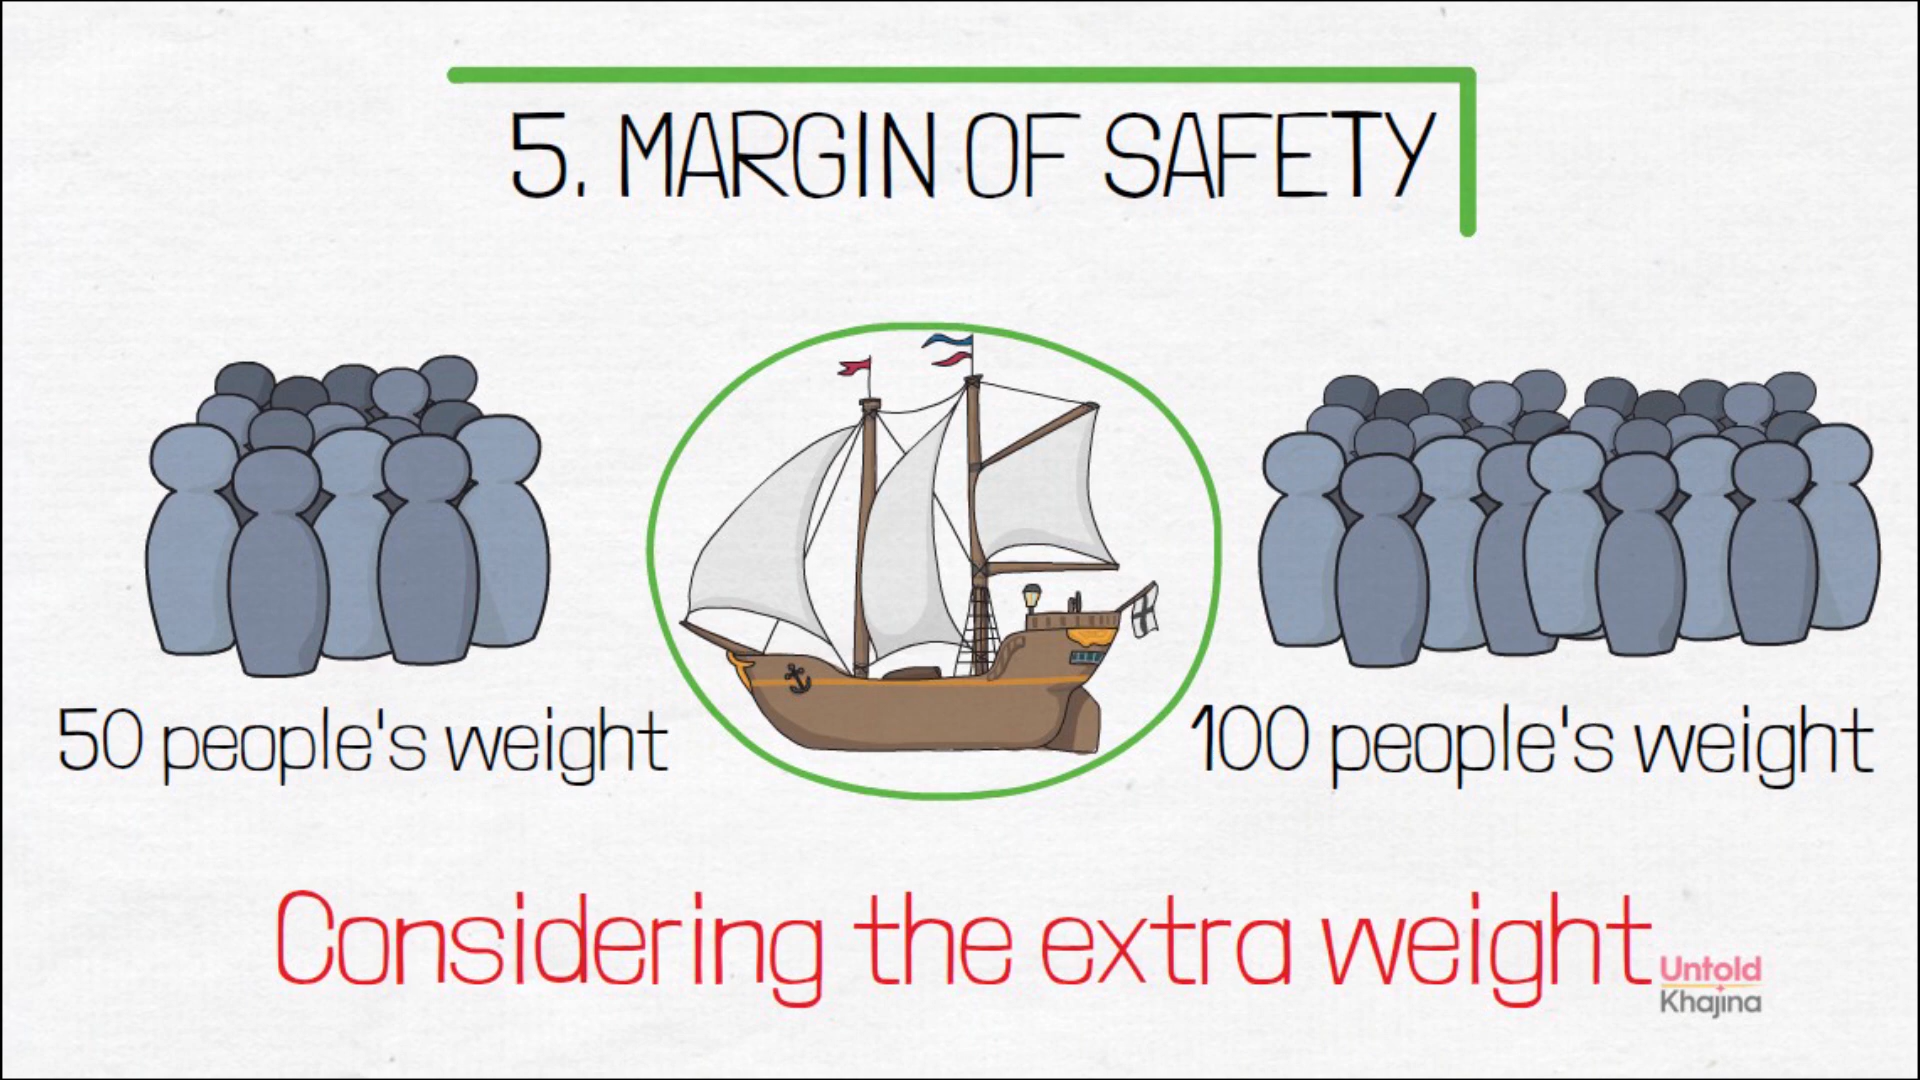 5. MARGIN OF SAFETY
50 people's weight
100 people's weight
Considering the extra weight
Untold
Khajina